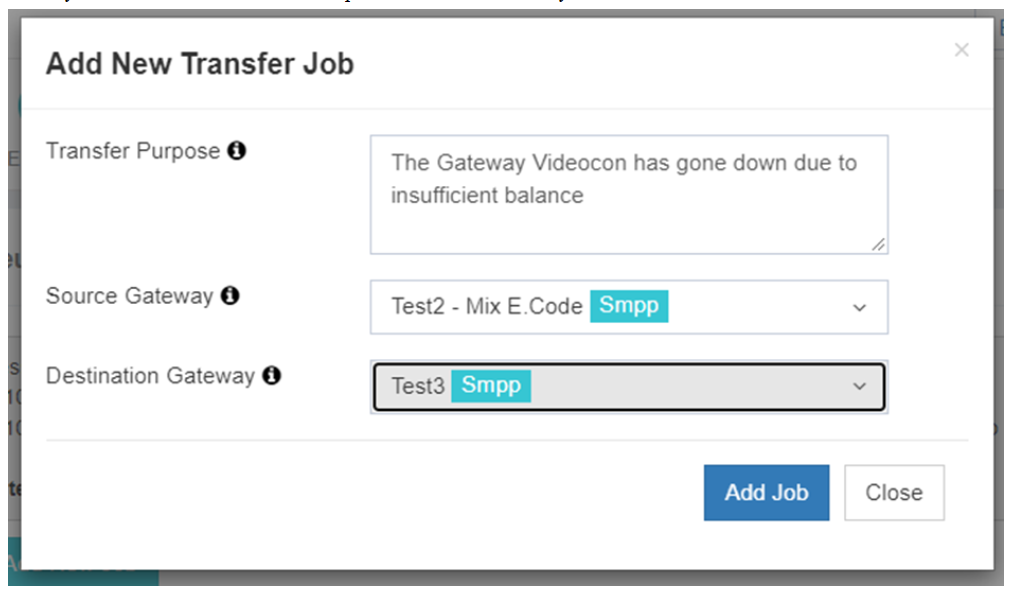 Add New Transfer Job
×
Transfer Purpose
The Gateway Videocon has gone down due to
insufficient balance
Source Gateway
Test2 - Mix E.Code Smpp
Destination Gateway
Test3 Smpp
Add Job
Close